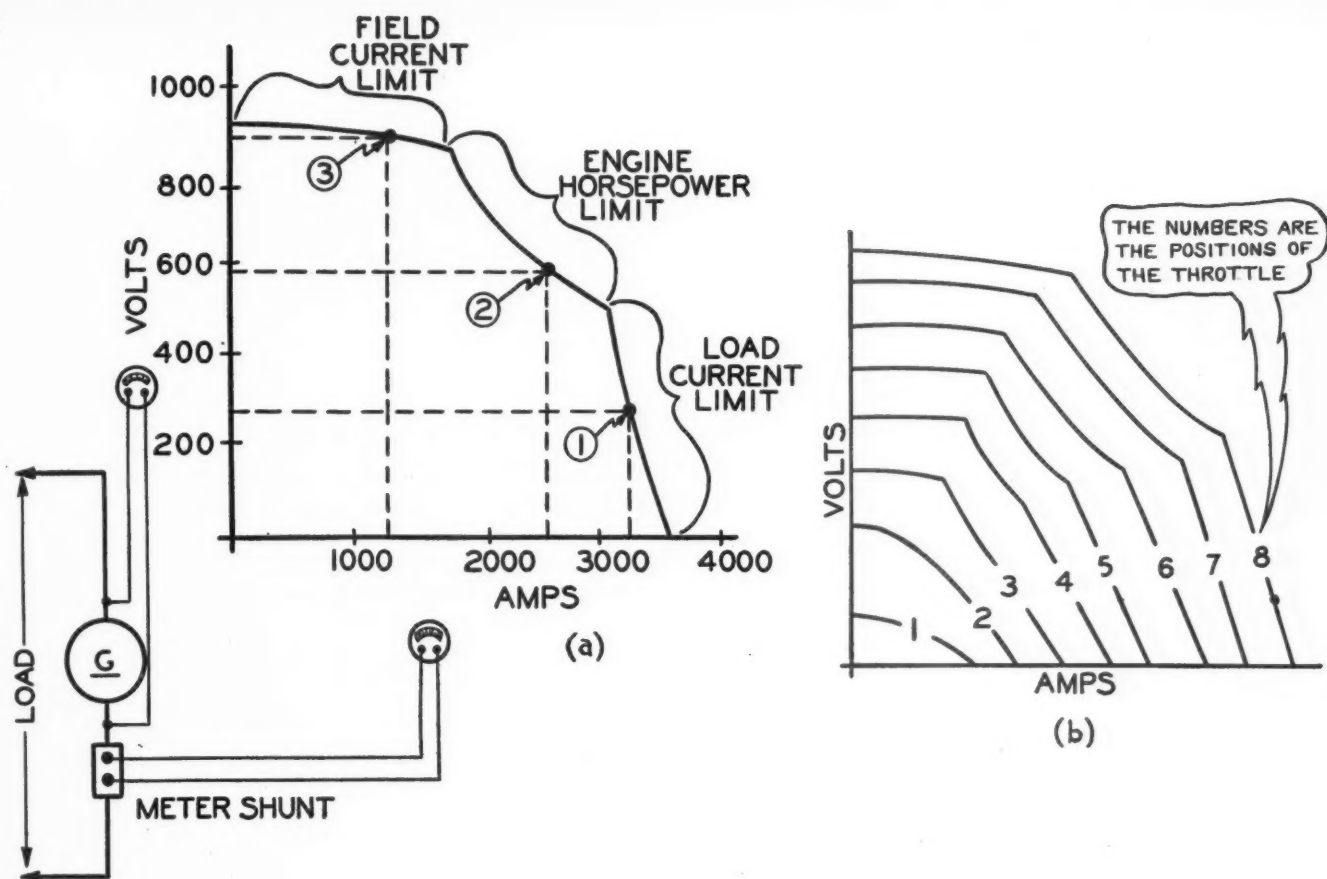 FIELD
CURRENT
LIMIT
1000
800
600
400
200
VOLTS
3
ENGINE
HORSEPOWER
LIMIT
2
LOAD
CURRENT
LIMIT
1
1000 2000 3000 4000
AMPS
(a)
G
LOAD
METER SHUNT
THE NUMBERS ARE
THE POSITIONS OF
THE THROTTLE
VOLTS
1 2 3 4 5 6 7 8
AMPS
(b)